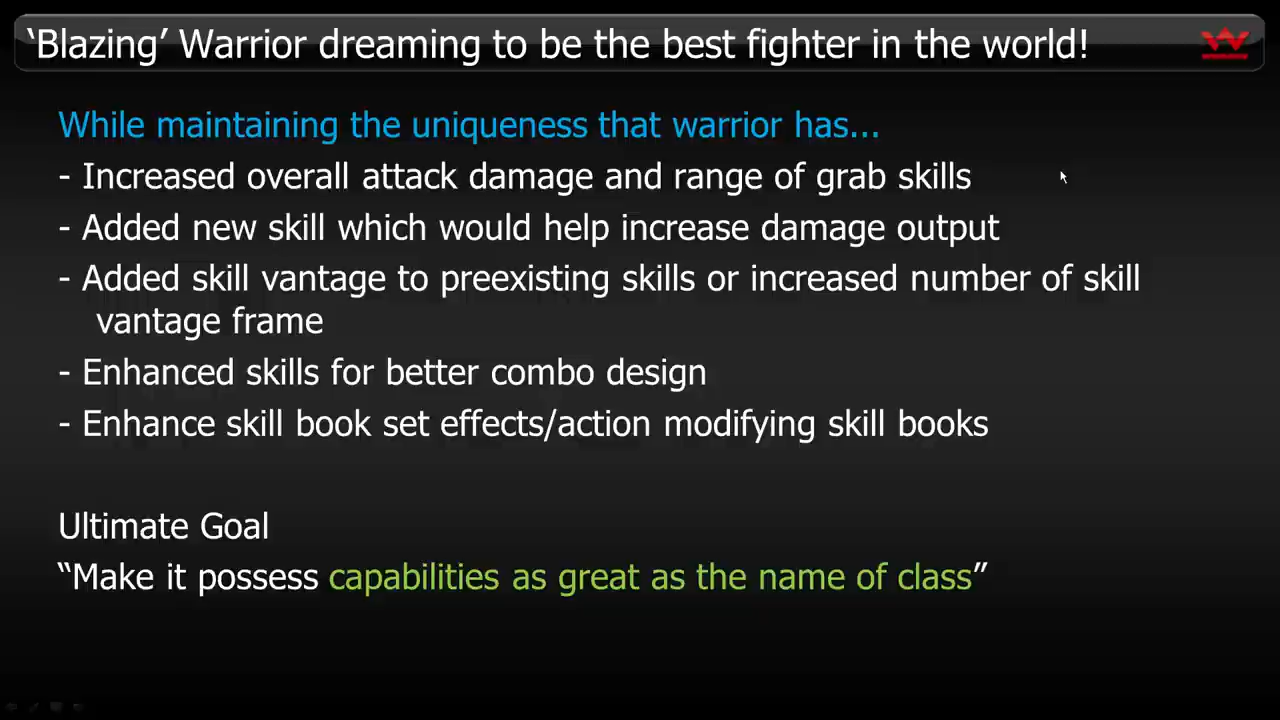 ‘Blazing’ Warrior dreaming to be the best fighter in the world!
While maintaining the uniqueness that warrior has...
- Increased overall attack damage and range of grab skills
- Added new skill which would help increase damage output
- Added skill vantage to preexisting skills or increased number of skill
vantage frame
- Enhanced skills for better combo design
- Enhance skill book set effects/action modifying skill books
Ultimate Goal
“Make it possess capabilities as great as the name of class”